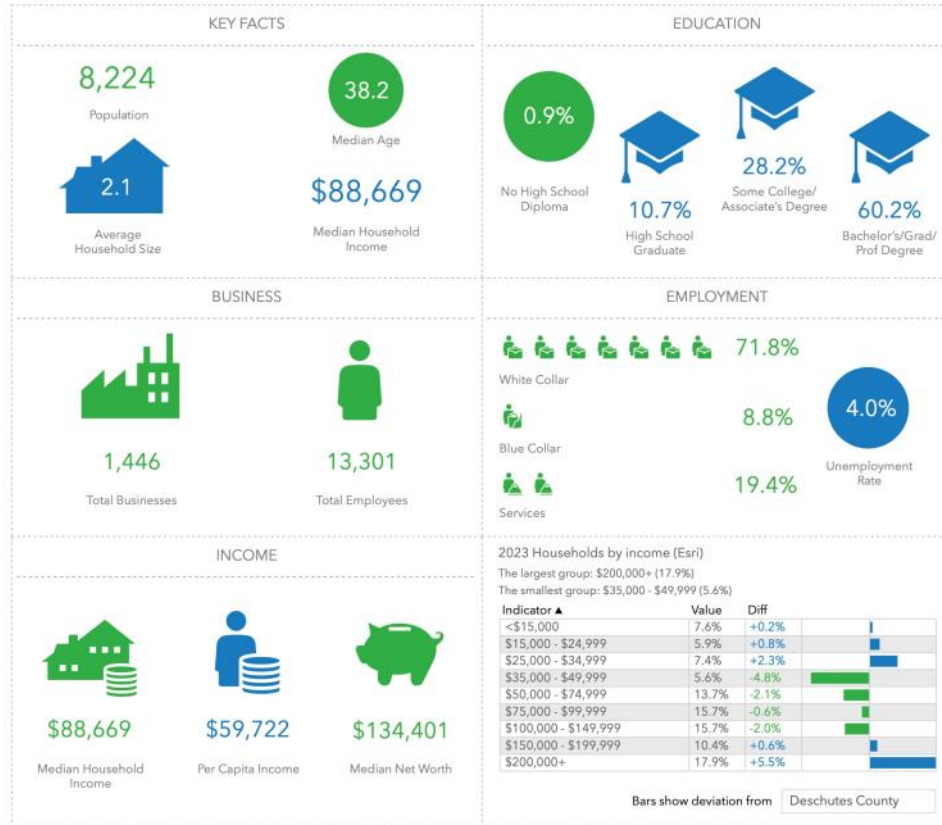 KEY FACTS
8,224
Population
38.2
Median Age
2.1
Average
Household Size
$88,669
Median Household
Income
EDUCATION
0.9%
No High School
Diploma
10.7%
High School
Graduate
28.2%
Some College/
Associate's Degree
60.2%
Bachelor's/Grad/
Prof Degree
BUSINESS
1,446
Total Businesses
13,301
Total Employees
EMPLOYMENT
71.8%
White Collar
8.8%
Blue Collar
19.4%
Services
4.0%
Unemployment
Rate
INCOME
$88,669
Median Household
Income
$59,722
Per Capita Income
$134,401
Median Net Worth
2023 Households by income (Esri)
The largest group: $200,000+ (17.9%)
The smallest group: $35,000 - $49,999 (5.6%)
Indicator ▲ Value Diff
<$15,000 7.6% +0.2%
$15,000 - $24,999 5.9% +0.8%
$25,000 - $34,999 7.4% +2.3%
$35,000 - $49,999 5.6% -4.8%
$50,000 - $74,999 13.7% -2.1%
$75,000 - $99,999 15.7% -0.6%
$100,000 - $149,999 15.7% -2.0%
$150,000 - $199,999 10.4% +0.6%
$200,000+ 17.9% +5.5%
Bars show deviation from Deschutes County